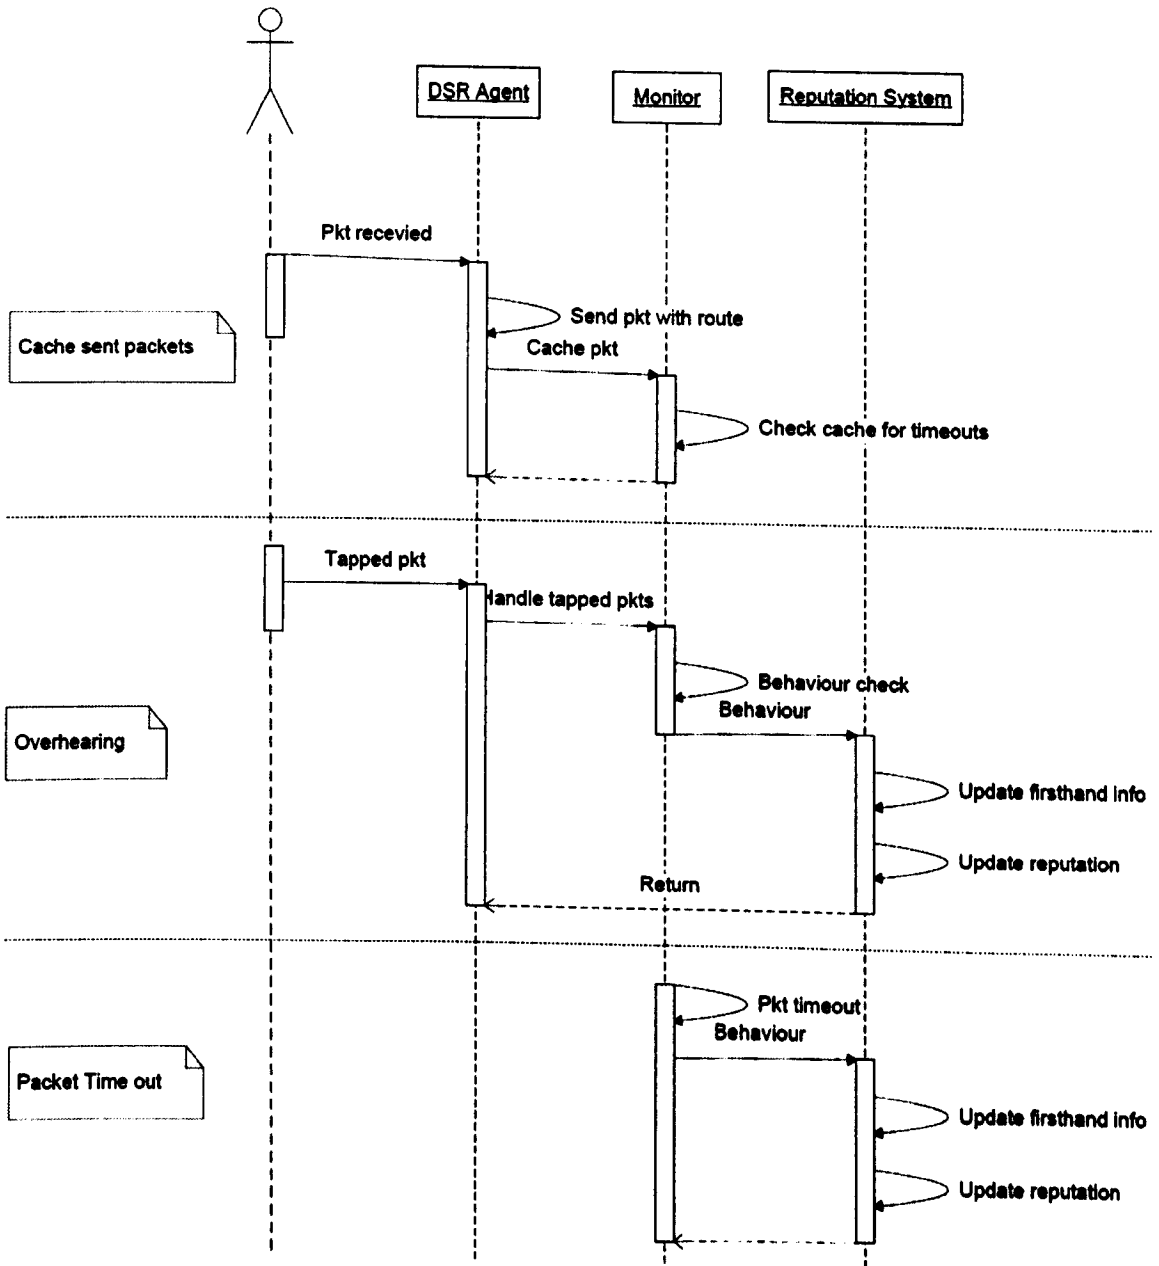 DSR Agent
Monitor
Reputation System
Pkt recevied
Send pkt with route
Cache sent packets
Cache pkt
Check cache for timeouts
Tapped pkt
Handle tapped pkts
Behaviour check
Behaviour
Overhearing
Update firsthand info
Update reputation
Return
Pkt timeout
Behaviour
Packet Time out
Update firsthand info
Update reputation